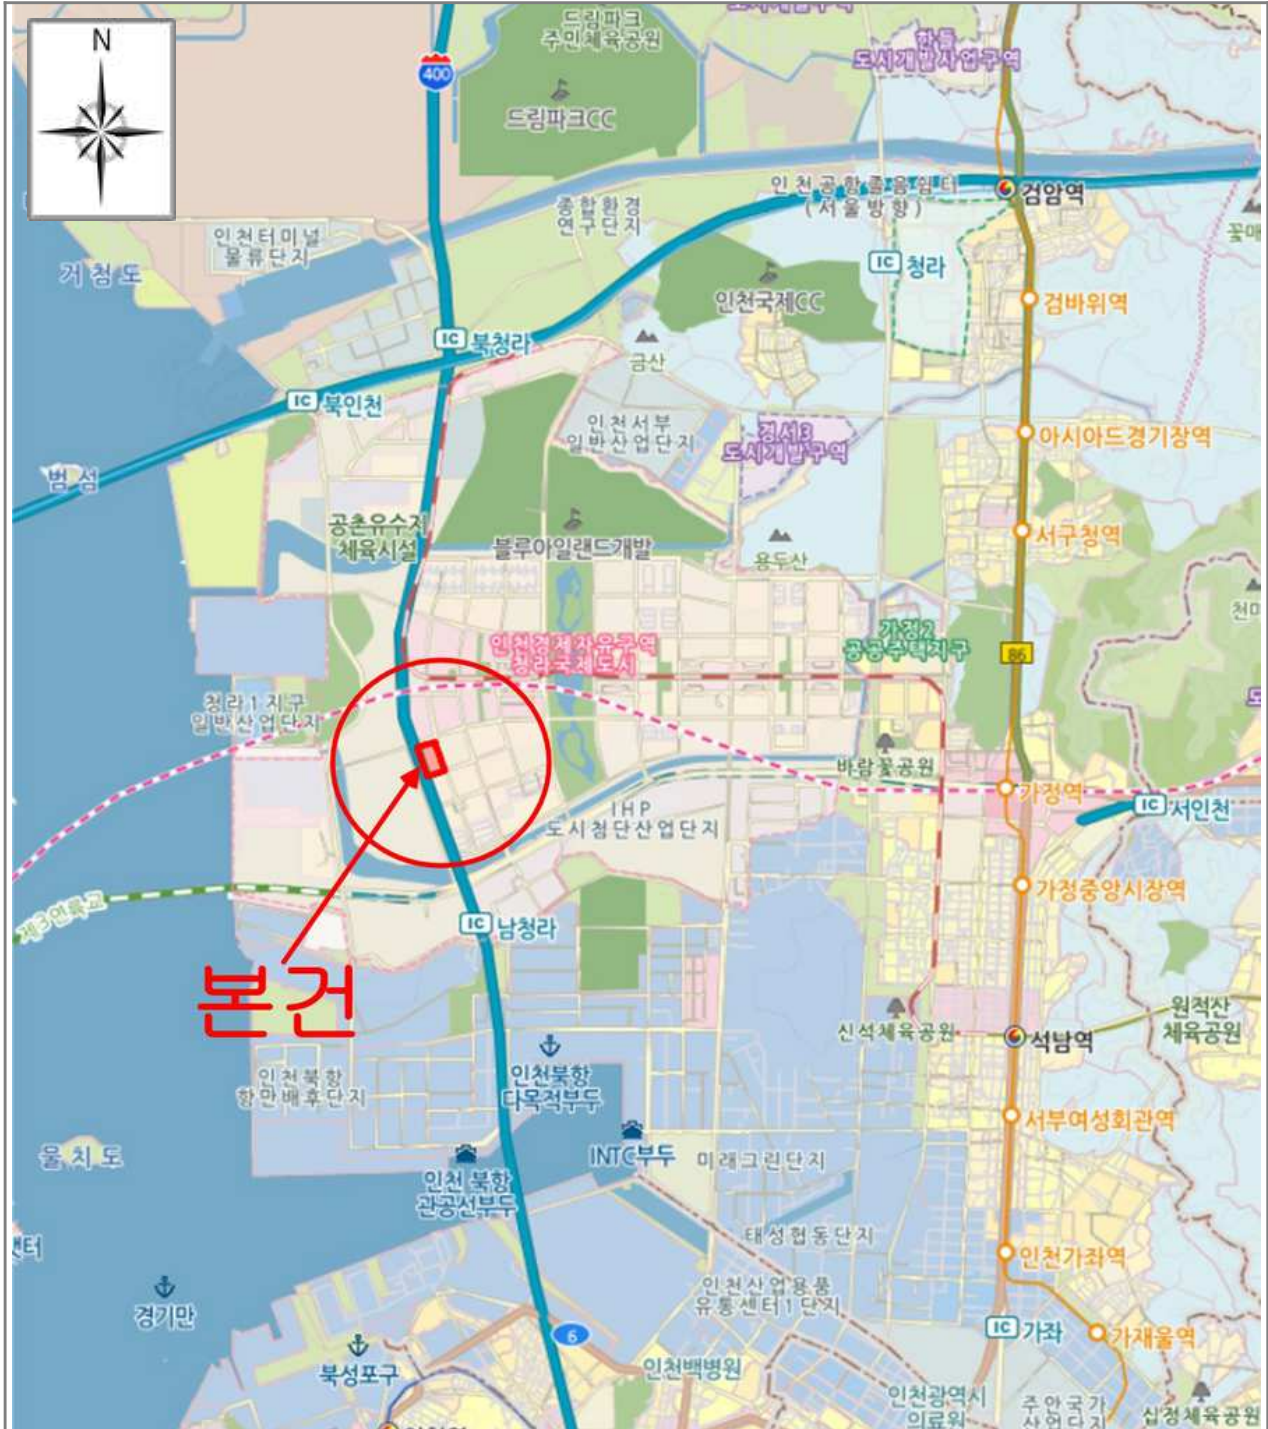 N
드림파크
주민체육공원
400
한들
도시개발사업구역
드림파크CC
인천공항졸음쉼터
(서울방향)
검암역
종합환경
연구단지
인천터미널
물류단지
IC 청라
거첨도
인천국제CC
검바위역
IC 북청라
금산
IC 북인천
인천서부
일반산업단지
경서3
도시개발구역
아시아드경기장역
범섬
공촌유수지
체육시설
블루아일랜드개발
용두산
서구청역
인천경제자유구역
청라국제도시
가정2
공공주택지구
86
청라1지구
일반산업단지
바람꽃공원
가정역
IC 서인천
IHP
도시첨단산업단지
가정중앙시장역
제3연륙교
IC 남청라
본건
신석체육공원
석남역
원적산
체육공원
인천북항
항만배후단지
인천북항
다목적부두
서부여성회관역
물치도
INTC부두
미래그린단지
인천 북항
관공선부두
태성협동단지
인천가좌역
경기만
인천산업용품
유통센터1단지
6
IC 가좌
가재울역
북성포구
인천백병원
인천광역시
의료원
주안국가
산업단지
십정체육공원